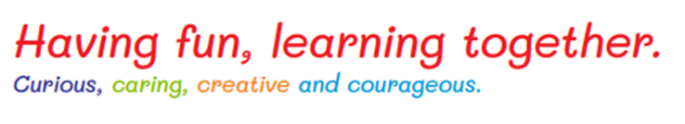 Having fun, learning together.
Curious, caring, creative and courageous.